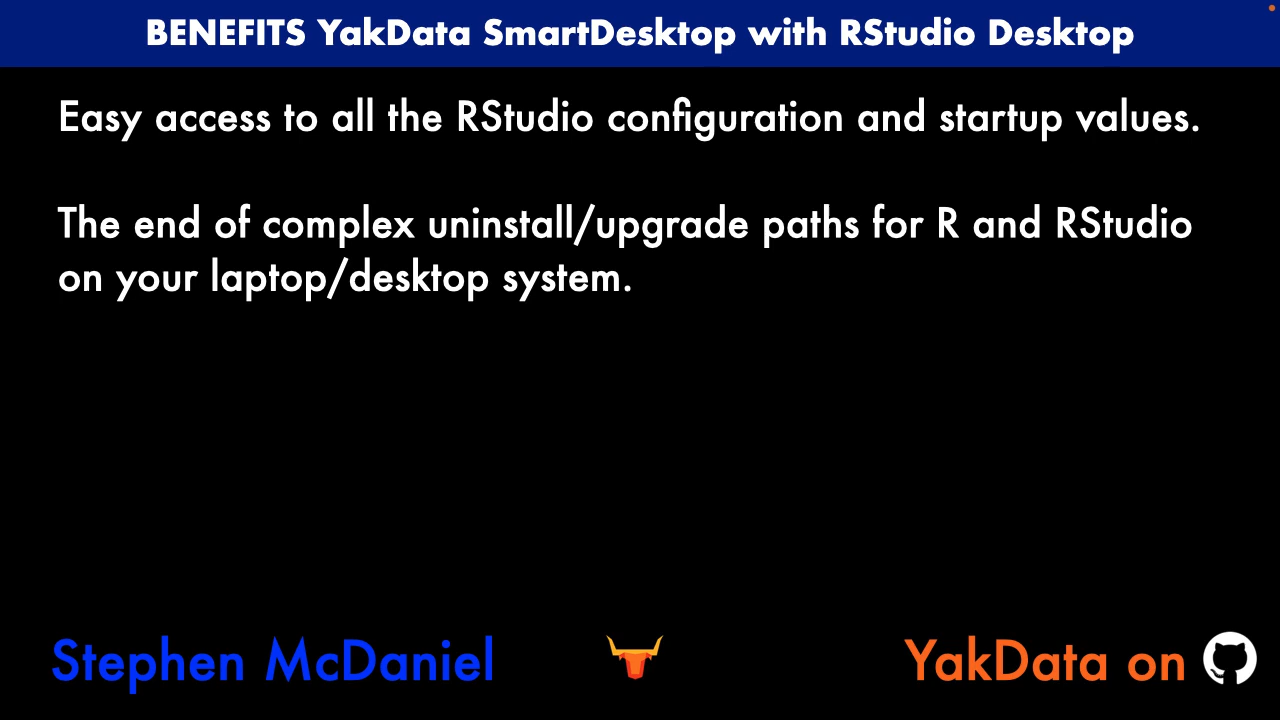 BENEFITS YakData SmartDesktop with RStudio Desktop
Easy access to all the RStudio configuration and startup values.
The end of complex uninstall/upgrade paths for R and RStudio
on your laptop/desktop system.
Stephen McDaniel
YakData on